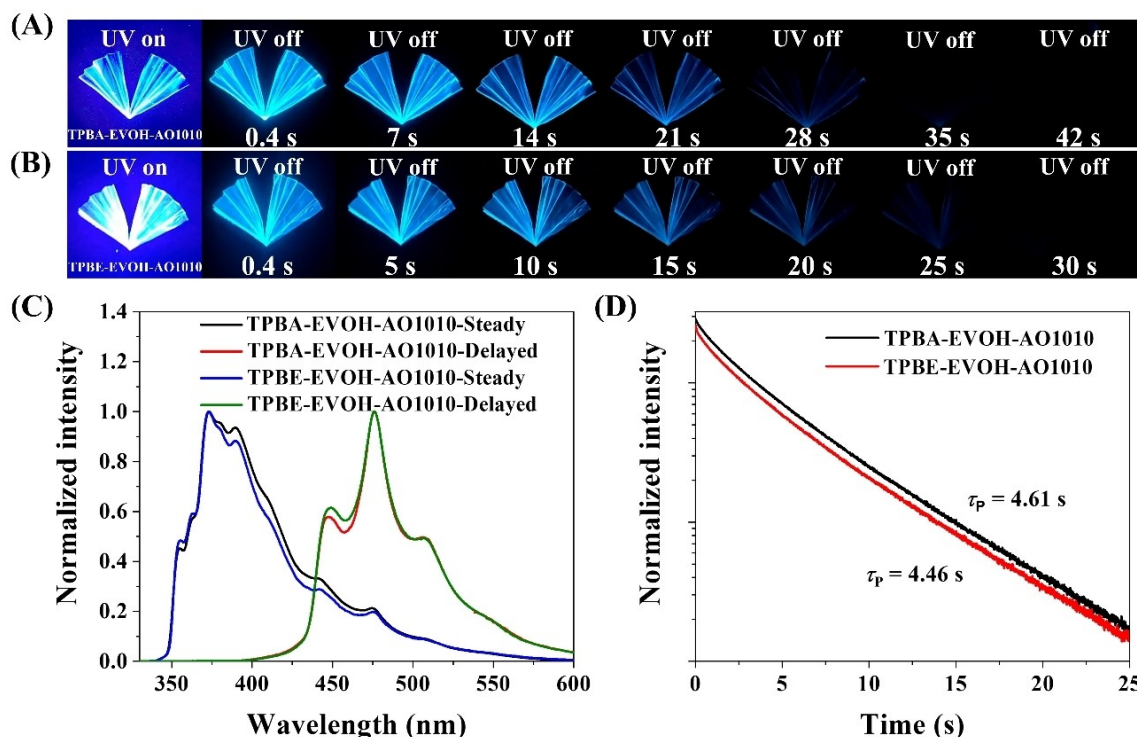 (A)
UV on UV off UV off UV off UV off UV off UV off UV off
TPBA-EVOH-AO1010 0.4 s 7 s 14 s 21 s 28 s 35 s 42 s
(B)
UV on UV off UV off UV off UV off UV off UV off UV off
TPBE-EVOH-AO1010 0.4 s 5 s 10 s 15 s 20 s 25 s 30 s
(C)
Normalized intensity
1.4
1.2
1.0
0.8
0.6
0.4
0.2
0.0
TPBA-EVOH-AO1010-Steady
TPBA-EVOH-AO1010-Delayed
TPBE-EVOH-AO1010-Steady
TPBE-EVOH-AO1010-Delayed
350 400 450 500 550 600
Wavelength (nm)
(D)
Normalized intensity
TPBA-EVOH-AO1010
TPBE-EVOH-AO1010
τP = 4.61 s
τP = 4.46 s
0 5 10 15 20 25
Time (s)